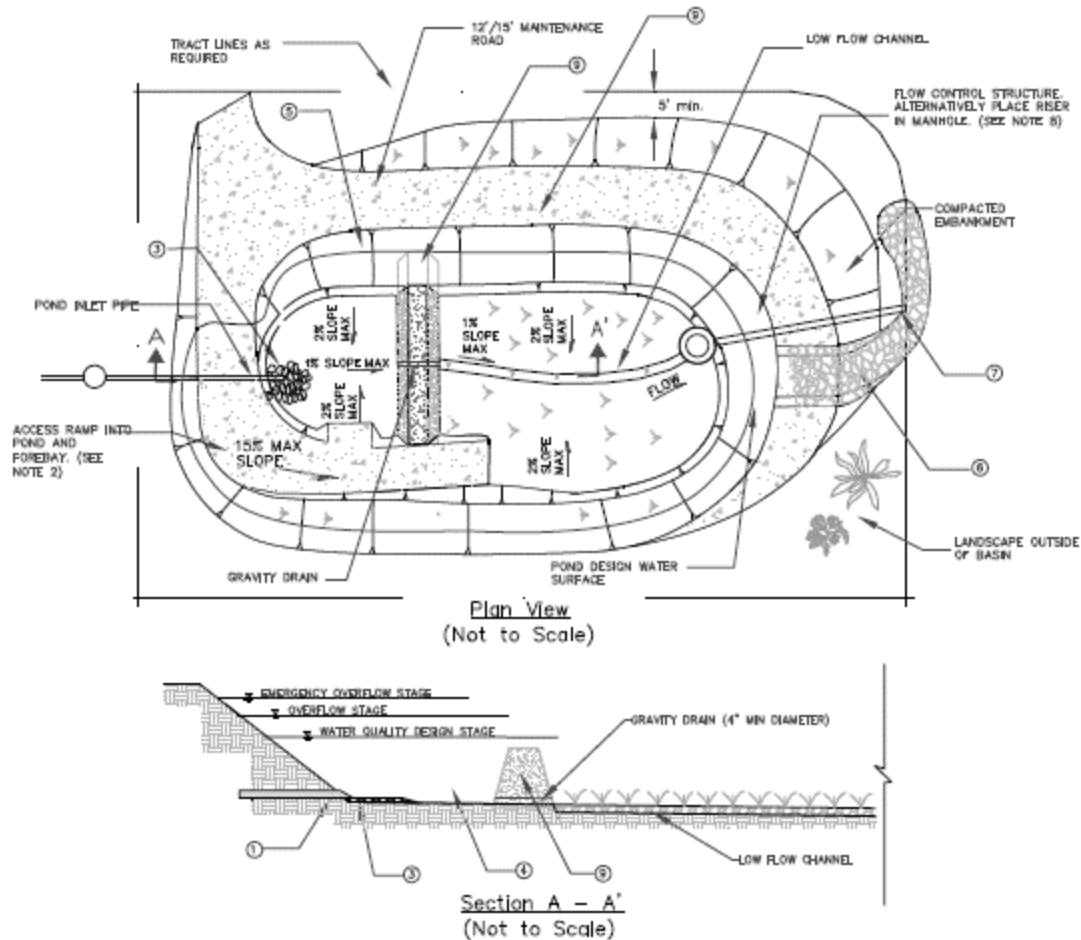 9
12'/15' MAINTENANCE
ROAD
TRACT LINES AS
REQUIRED
LOW FLOW CHANNEL
9
5' min.
FLOW CONTROL STRUCTURE.
ALTERNATIVELY PLACE RISER
IN MANHOLE. (SEE NOTE 8)
5
COMPACTED
EMBANKMENT
3
POND INLET PIPE
A
2% SLOPE MAX
1% SLOPE MAX
2% SLOPE MAX
1%
SLOPE
MAX
2% SLOPE MAX
A'
FLOW
7
ACCESS RAMP INTO
POND AND
FOREBAY. (SEE
NOTE 2)
15% MAX
SLOPE
2% SLOPE MAX
6
LANDSCAPE OUTSIDE
OF BASIN
GRAVITY DRAIN
POND DESIGN WATER
SURFACE
Plan View
(Not to Scale)
EMERGENCY OVERFLOW STAGE
OVERFLOW STAGE
WATER QUALITY DESIGN STAGE
GRAVITY DRAIN (4" MIN DIAMETER)
1
3
4
9
LOW FLOW CHANNEL
Section A - A'
(Not to Scale)